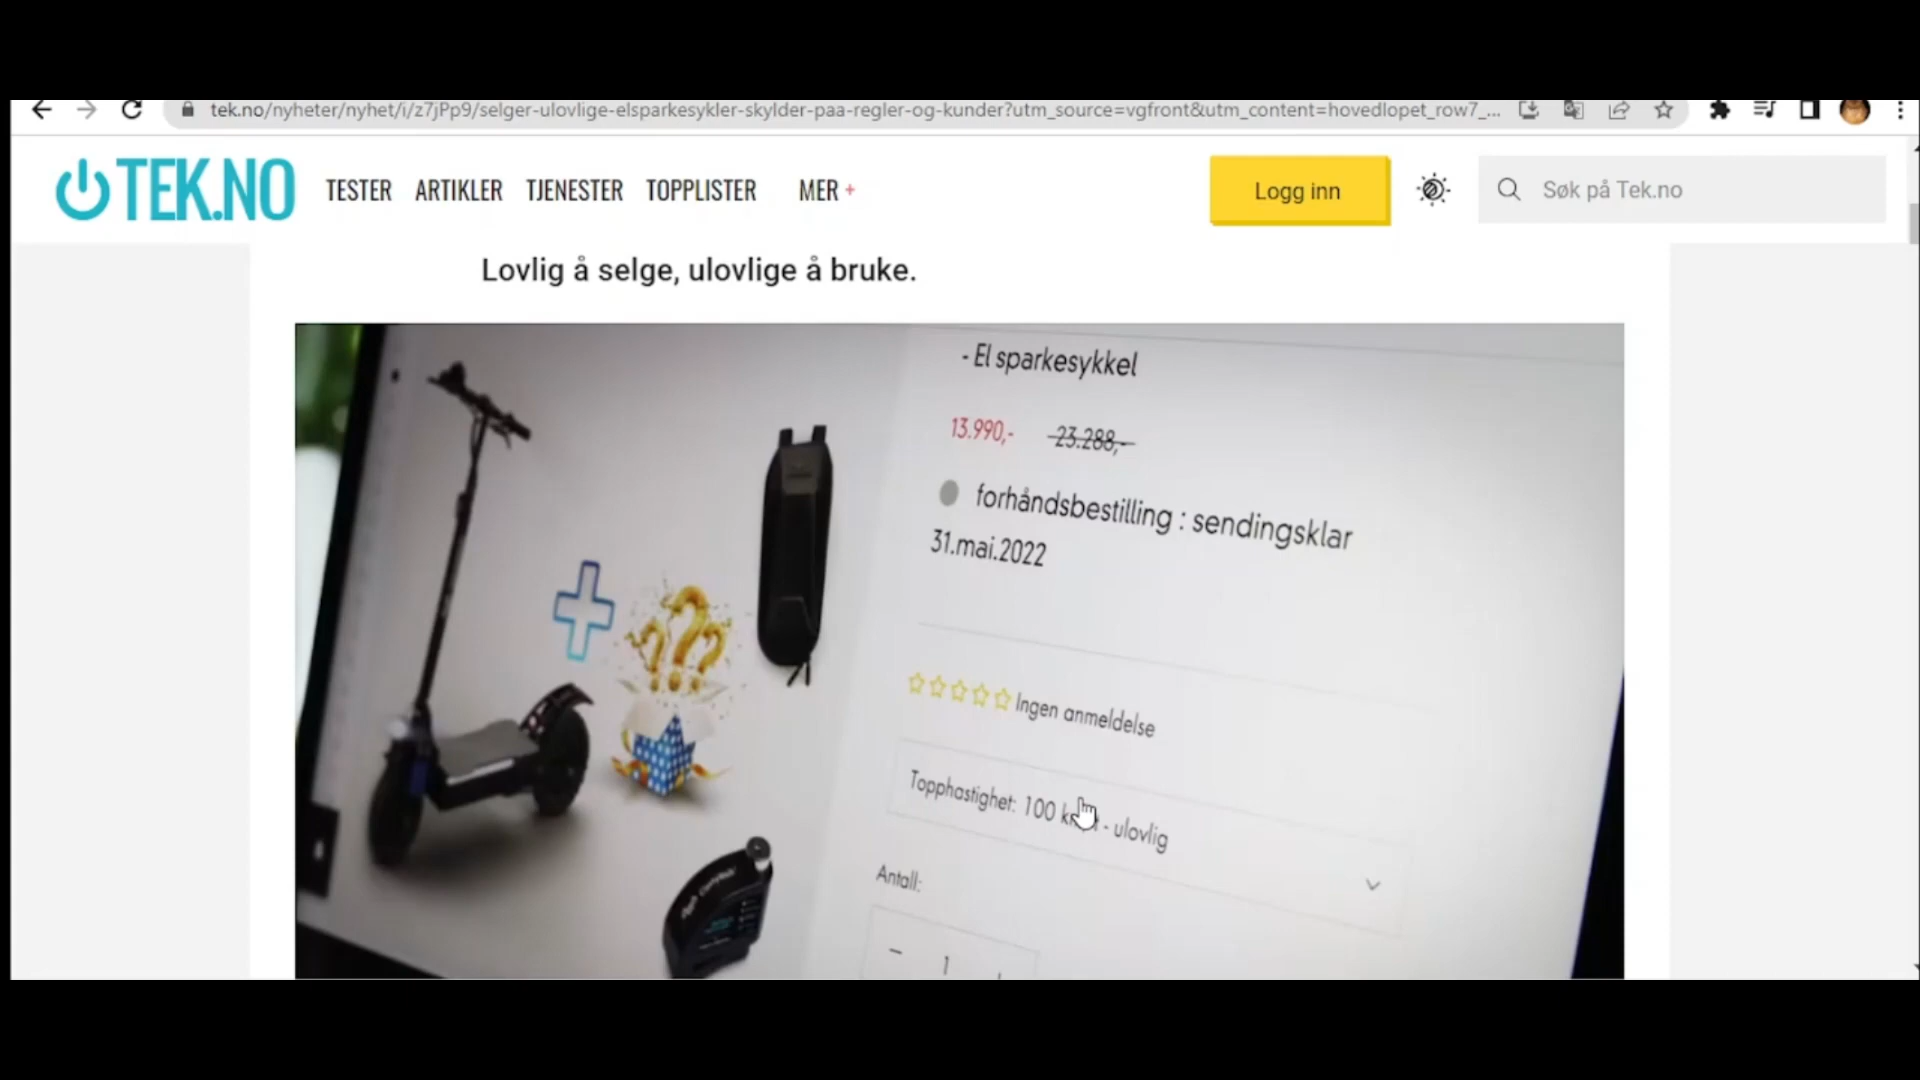 tek.no/nyheter/nyhet/i/z7jPp9/selger-ulovlige-elsparkesykler-skylder-paa-regler-og-kunder?utm_source=vgfront&utm_content=hovedlopet_row7_...
TEK.NO TESTER ARTIKLER TJENESTER TOPPLISTER MER + Logg inn Søk på Tek.no
Lovlig å selge, ulovlige å bruke.
- El sparkesykkel
13.990,- 23.288,-
forhåndsbestilling : sendingsklar
31.mai.2022
Ingen anmeldelse
Topphastighet: 100 - ulovlig
Antall:
− 1